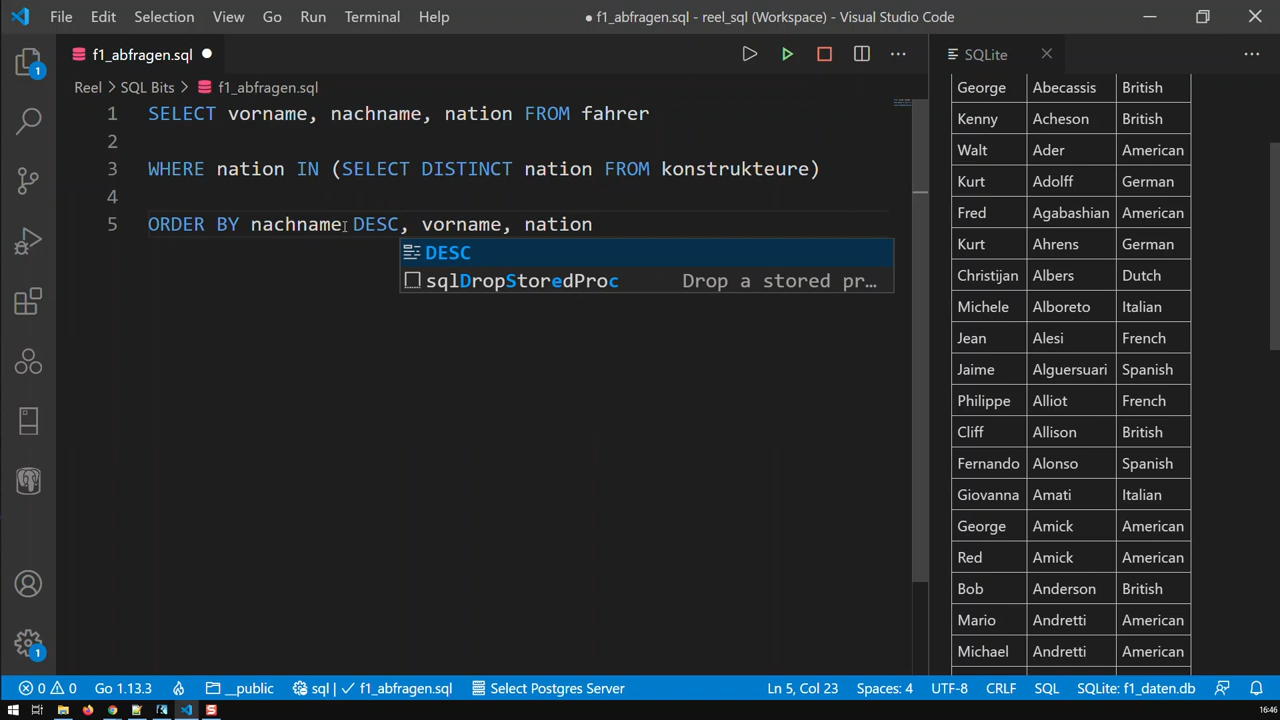 File Edit Selection View Go Run Terminal Help
● f1_abfragen.sql - reel_sql (Workspace) - Visual Studio Code
f1_abfragen.sql ●
Reel > SQL Bits > f1_abfragen.sql
1 SELECT vorname, nachname, nation FROM fahrer
2
3 WHERE nation IN (SELECT DISTINCT nation FROM konstrukteure)
4
5 ORDER BY nachname DESC, vorname, nation
DESC
sqlDropStoredProc Drop a stored pr…
1
1
SQLite
George Abecassis British
Kenny Acheson British
Walt Ader American
Kurt Adolff German
Fred Agabashian American
Kurt Ahrens German
Christijan Albers Dutch
Michele Alboreto Italian
Jean Alesi French
Jaime Alguersuari Spanish
Philippe Alliot French
Cliff Allison British
Fernando Alonso Spanish
Giovanna Amati Italian
George Amick American
Red Amick American
Bob Anderson British
Mario Andretti American
Michael Andretti American
0 0 Go 1.13.3 __public sql | ✓ f1_abfragen.sql Select Postgres Server Ln 5, Col 23 Spaces: 4 UTF-8 CRLF SQL SQLite: f1_daten.db
16:46